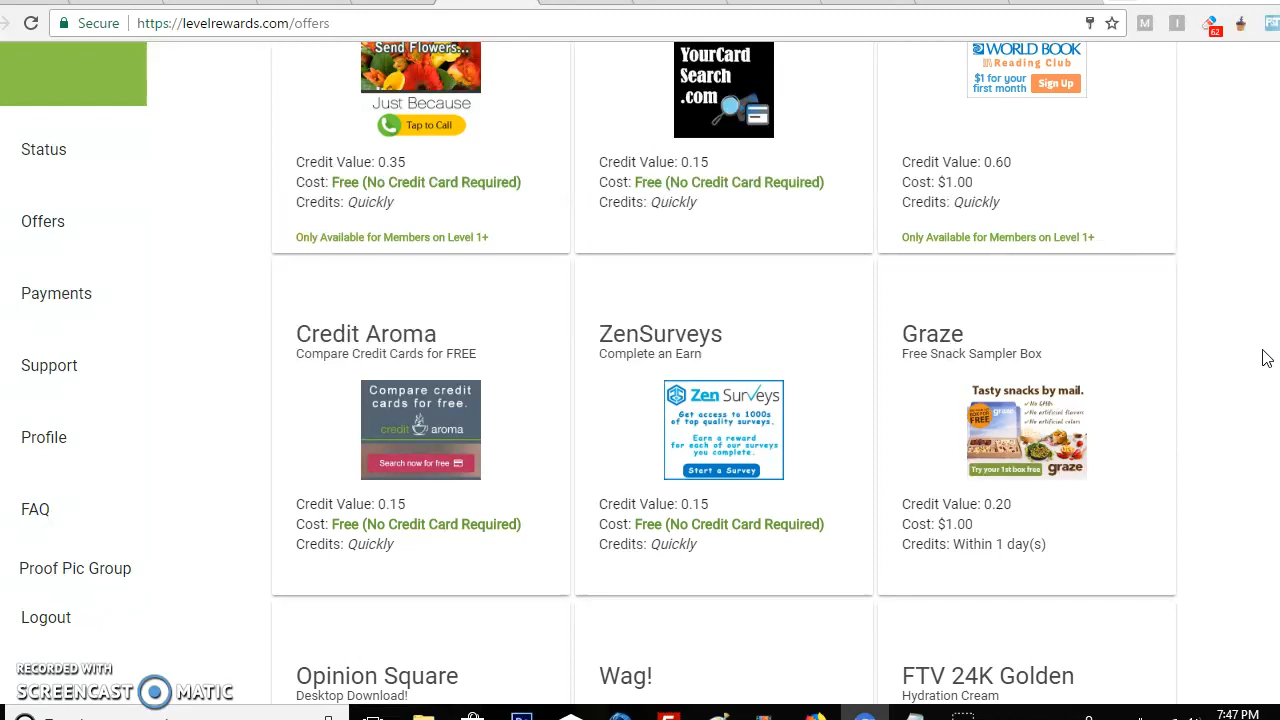 Secure
https://levelrewards.com/offers
M
I
62
Status
Offers
Payments
Support
Profile
FAQ
Proof Pic Group
Logout
Send Flowers...
Just Because
Tap to Call
Credit Value: 0.35
Cost: Free (No Credit Card Required)
Credits: Quickly
Only Available for Members on Level 1+
YourCard
Search
.com
Credit Value: 0.15
Cost: Free (No Credit Card Required)
Credits: Quickly
WORLD BOOK
Reading Club
$1 for your
first month
Sign Up
Credit Value: 0.60
Cost: $1.00
Credits: Quickly
Only Available for Members on Level 1+
Credit Aroma
Compare Credit Cards for FREE
Compare credit
cards for free.
credit aroma
Search now for free
Credit Value: 0.15
Cost: Free (No Credit Card Required)
Credits: Quickly
ZenSurveys
Complete an Earn
Zen Surveys
Get access to 1000s
of top quality surveys.
Earn a reward
for each of our surveys
you complete.
Start a Survey
Credit Value: 0.15
Cost: Free (No Credit Card Required)
Credits: Quickly
Graze
Free Snack Sampler Box
Tasty snacks by mail.
No GMOs
No artificial flavors
No artificial colors
Try your 1st box free
graze
Credit Value: 0.20
Cost: $1.00
Credits: Within 1 day(s)
Opinion Square
Desktop Download!
Wag!
FTV 24K Golden
Hydration Cream
RECORDED WITH
SCREENCAST MATIC
7:47 PM